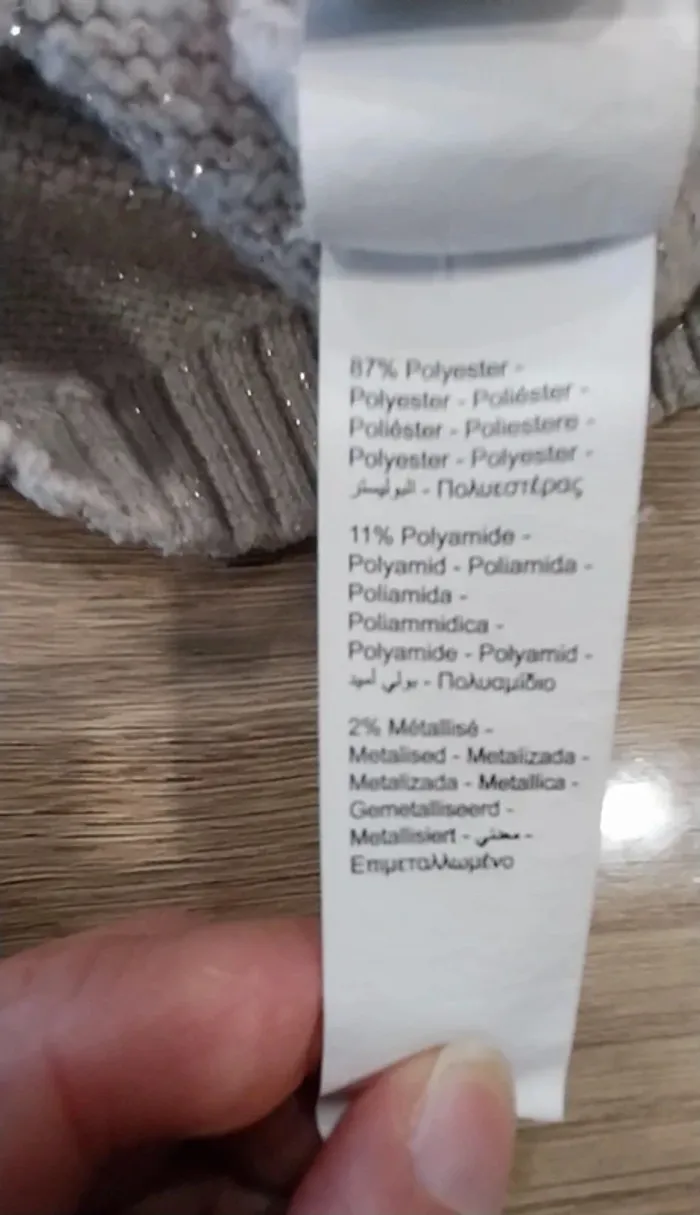 87% Polyester -
Polyester - Poliéster -
Poliéster - Poliestere -
Polyester - Polyester -
البوليستر - Πολυεστέρας
11% Polyamide -
Polyamid - Poliamida -
Poliamida -
Poliammidica -
Polyamide - Polyamid -
بولي أميد - Πολυαμίδιο
2% Métallisé -
Metalised - Metalizada -
Metalizada - Metallica -
Gemetalliseerd -
Metallisiert - معدني -
Επιμεταλλωμένο